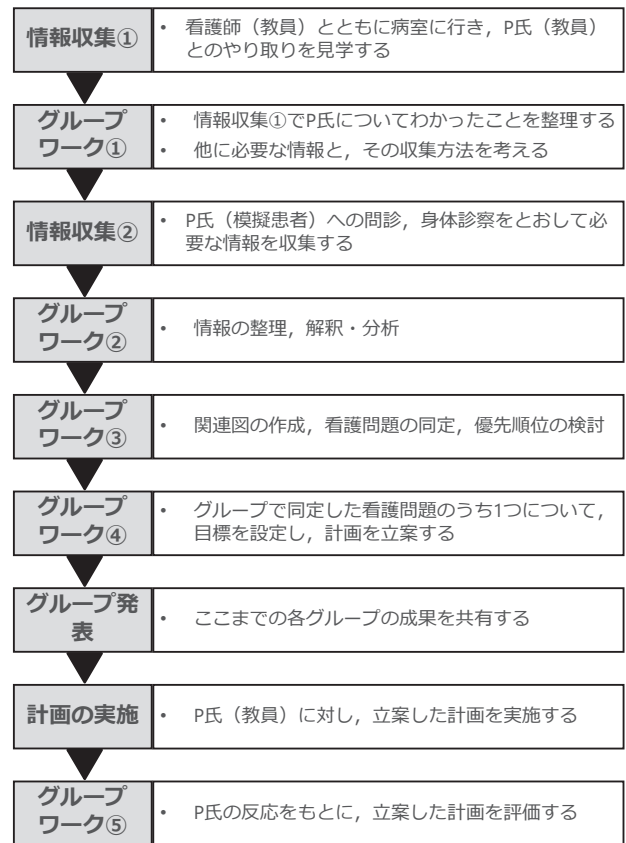 情報収集①
• 看護師（教員）とともに病室に行き，P氏（教員）
とのやり取りを見学する
グループ
ワーク①
• 情報収集①でP氏についてわかったことを整理する
• 他に必要な情報と，その収集方法を考える
情報収集②
• P氏（模擬患者）への問診，身体診察をとおして必
要な情報を収集する
グループ
ワーク②
• 情報の整理，解釈・分析
グループ
ワーク③
• 関連図の作成，看護問題の同定，優先順位の検討
グループ
ワーク④
• グループで同定した看護問題のうち1つについて，
目標を設定し，計画を立案する
グループ発
表
• ここまでの各グループの成果を共有する
計画の実施
• P氏（教員）に対し，立案した計画を実施する
グループ
ワーク⑤
• P氏の反応をもとに，立案した計画を評価する